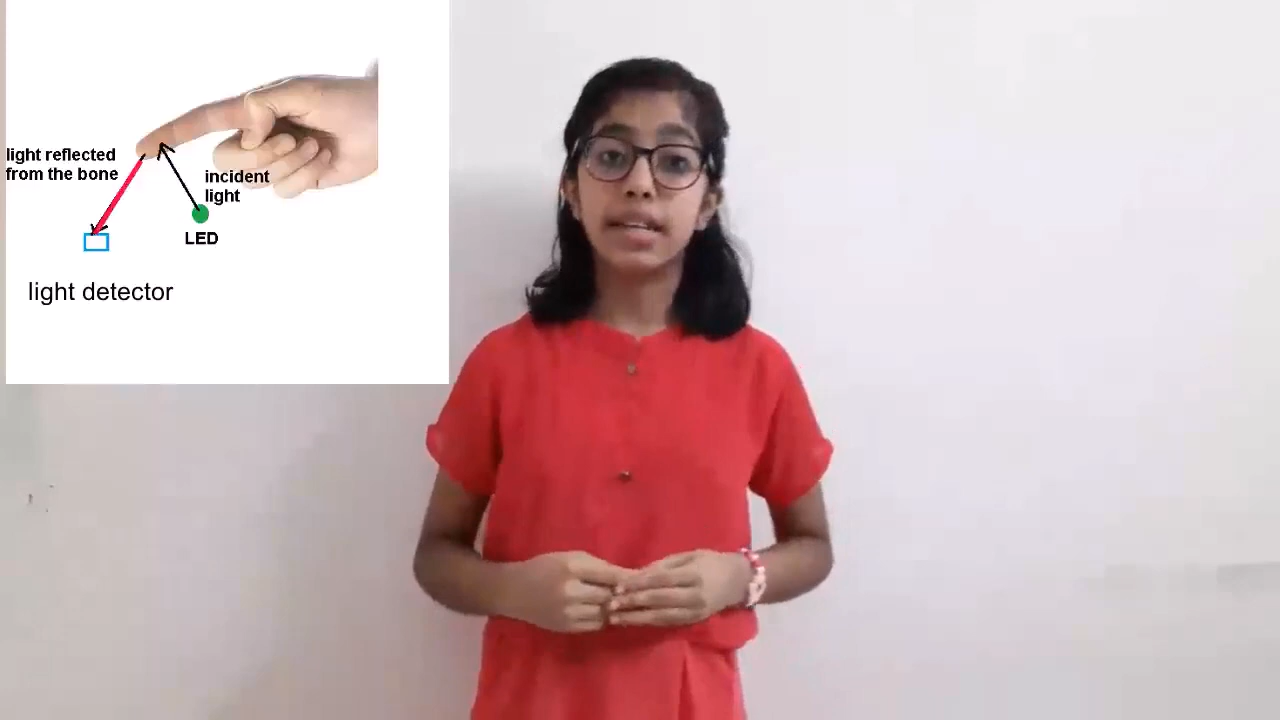 light reflected
from the bone
incident
light
LED
light detector